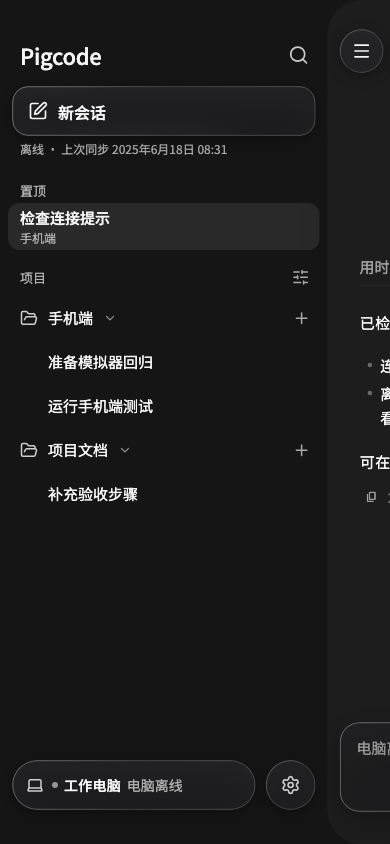 Pigcode
新会话
离线 · 上次同步 2025年6月18日 08:31
置顶
检查连接提示
手机端
项目
手机端
准备模拟器回归
运行手机端测试
项目文档
补充验收步骤
工作电脑 电脑离线
用时
已检
连
离
看
可在
电脑离